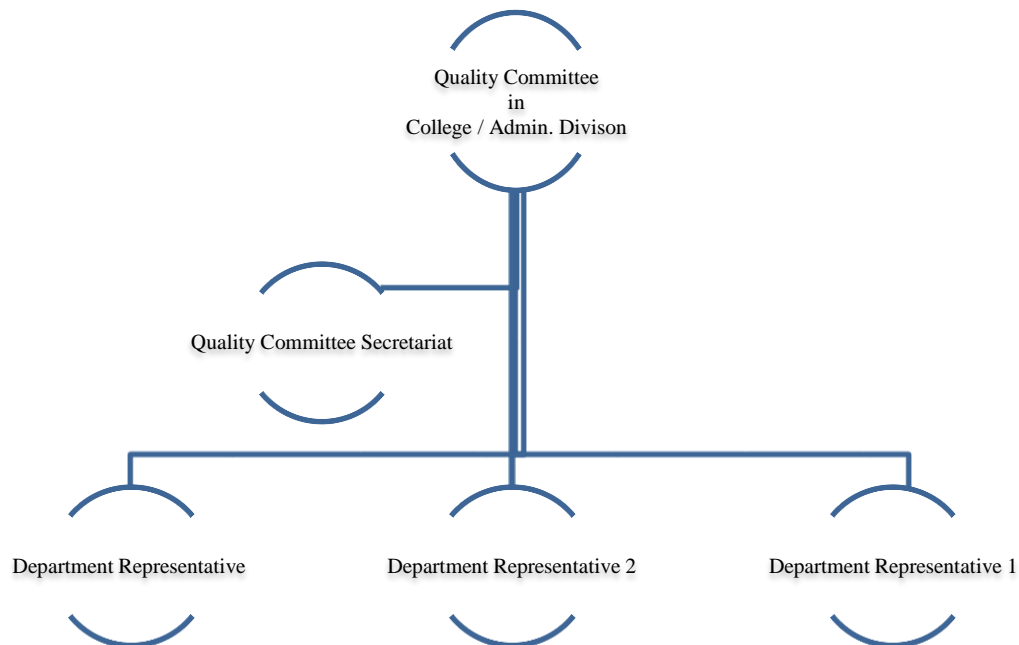 Quality Committee
in
College / Admin. Divison
Quality Committee Secretariat
Department Representative
Department Representative 2
Department Representative 1